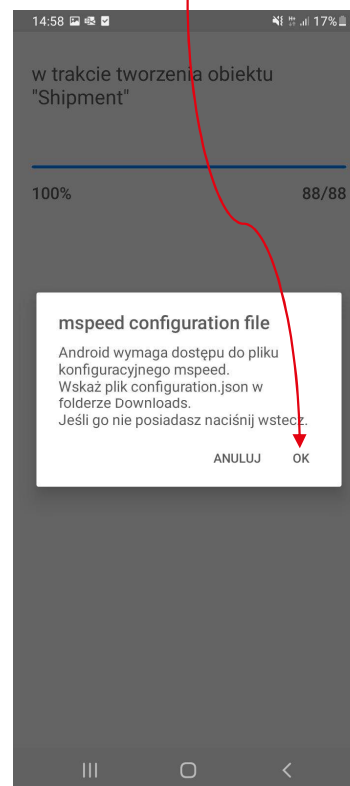 14:58 17%
w trakcie tworzenia obiektu
"Shipment"
100% 88/88
mspeed configuration file
Android wymaga dostępu do pliku
konfiguracyjnego mspeed.
Wskaż plik configuration.json w
folderze Downloads.
Jeśli go nie posiadasz naciśnij wstecz.
ANULUJ OK